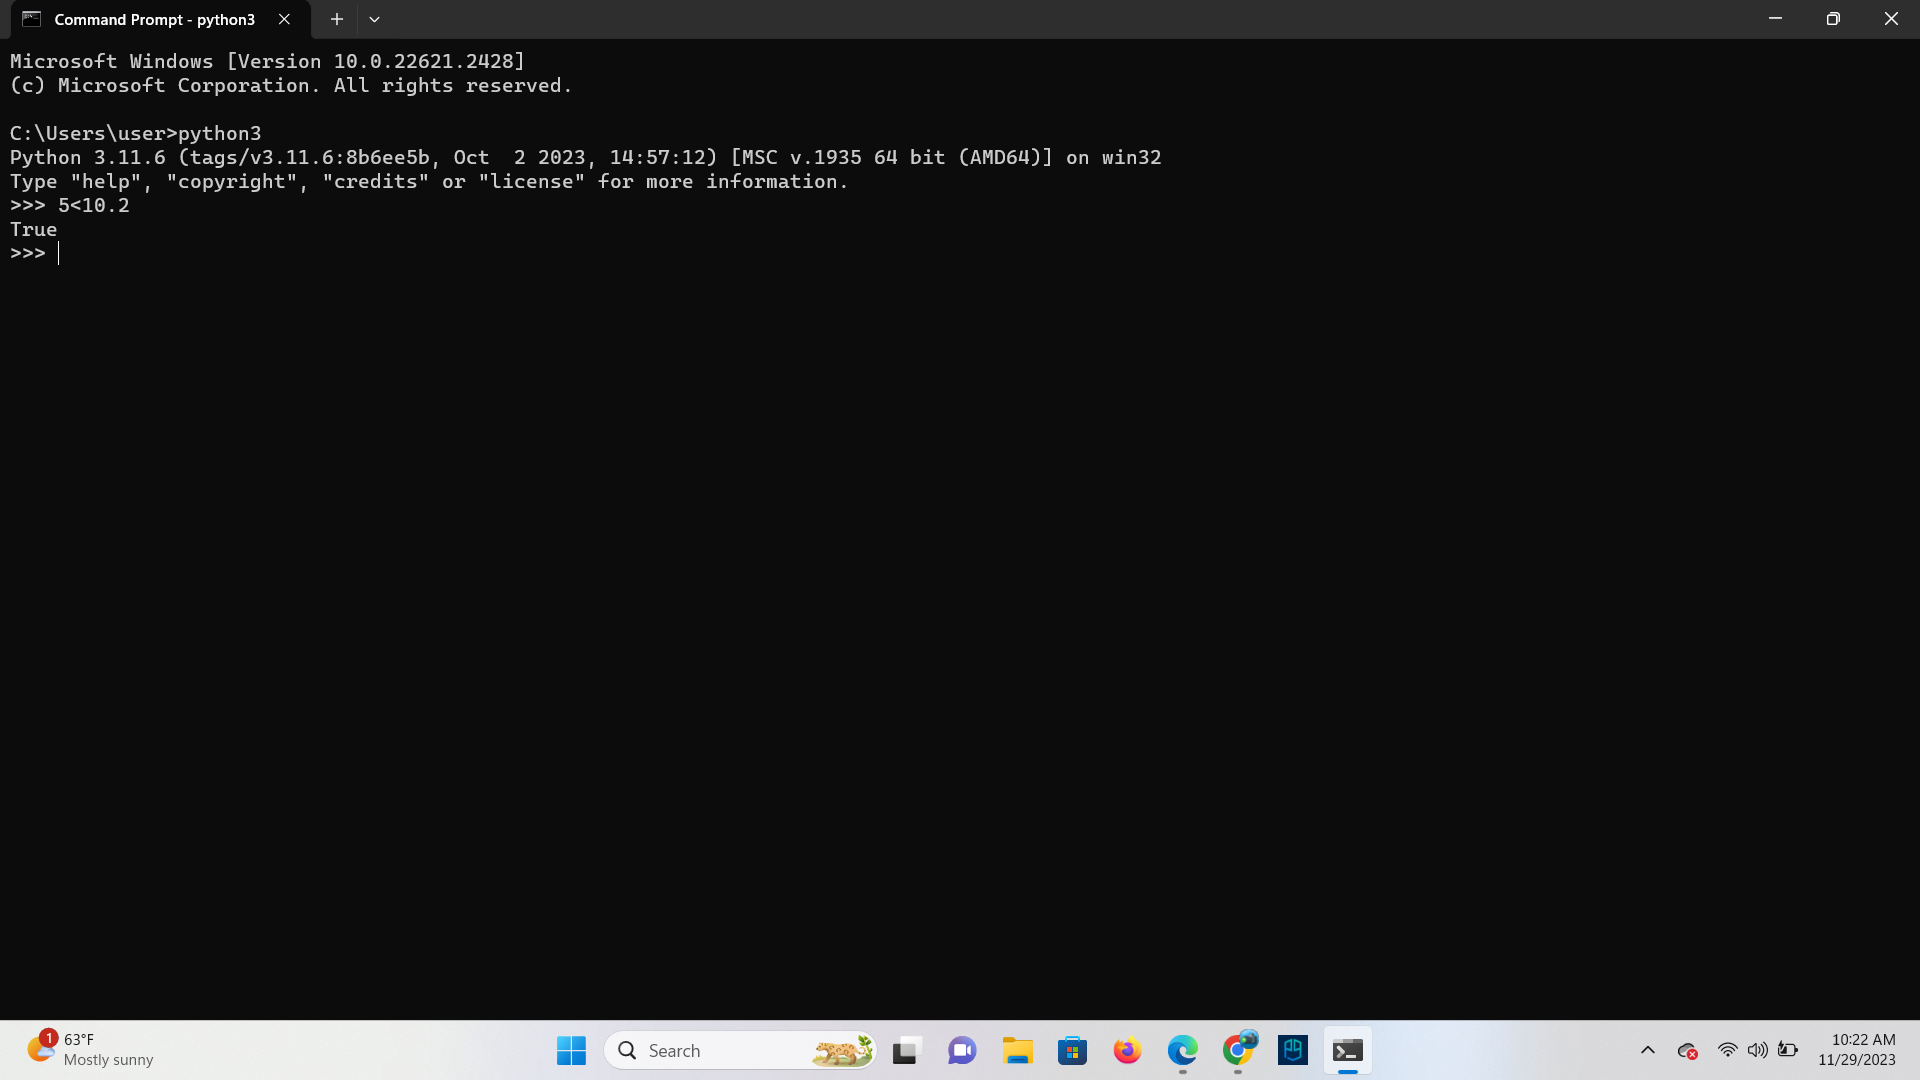 Command Prompt - python3
Microsoft Windows [Version 10.0.22621.2428]
(c) Microsoft Corporation. All rights reserved.
C:\Users\user>python3
Python 3.11.6 (tags/v3.11.6:8b6ee5b, Oct  2 2023, 14:57:12) [MSC v.1935 64 bit (AMD64)] on win32
Type "help", "copyright", "credits" or "license" for more information.
>>> 5<10.2
True
>>>
1
63°F
Mostly sunny
Search
10:22 AM
11/29/2023